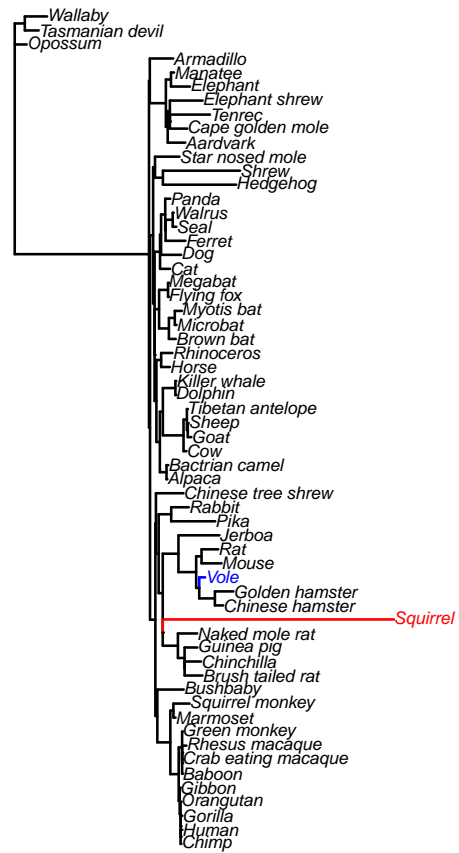 Wallaby
Tasmanian devil
Opossum
Armadillo
Manatee
Elephant
Elephant shrew
Tenrec
Cape golden mole
Aardvark
Star nosed mole
Shrew
Hedgehog
Panda
Walrus
Seal
Ferret
Dog
Cat
Megabat
Flying fox
Myotis bat
Microbat
Brown bat
Rhinoceros
Horse
Killer whale
Dolphin
Tibetan antelope
Sheep
Goat
Cow
Bactrian camel
Alpaca
Chinese tree shrew
Rabbit
Pika
Jerboa
Rat
Mouse
Vole
Golden hamster
Chinese hamster
Squirrel
Naked mole rat
Guinea pig
Chinchilla
Brush tailed rat
Bushbaby
Squirrel monkey
Marmoset
Green monkey
Rhesus macaque
Crab eating macaque
Baboon
Gibbon
Orangutan
Gorilla
Human
Chimp